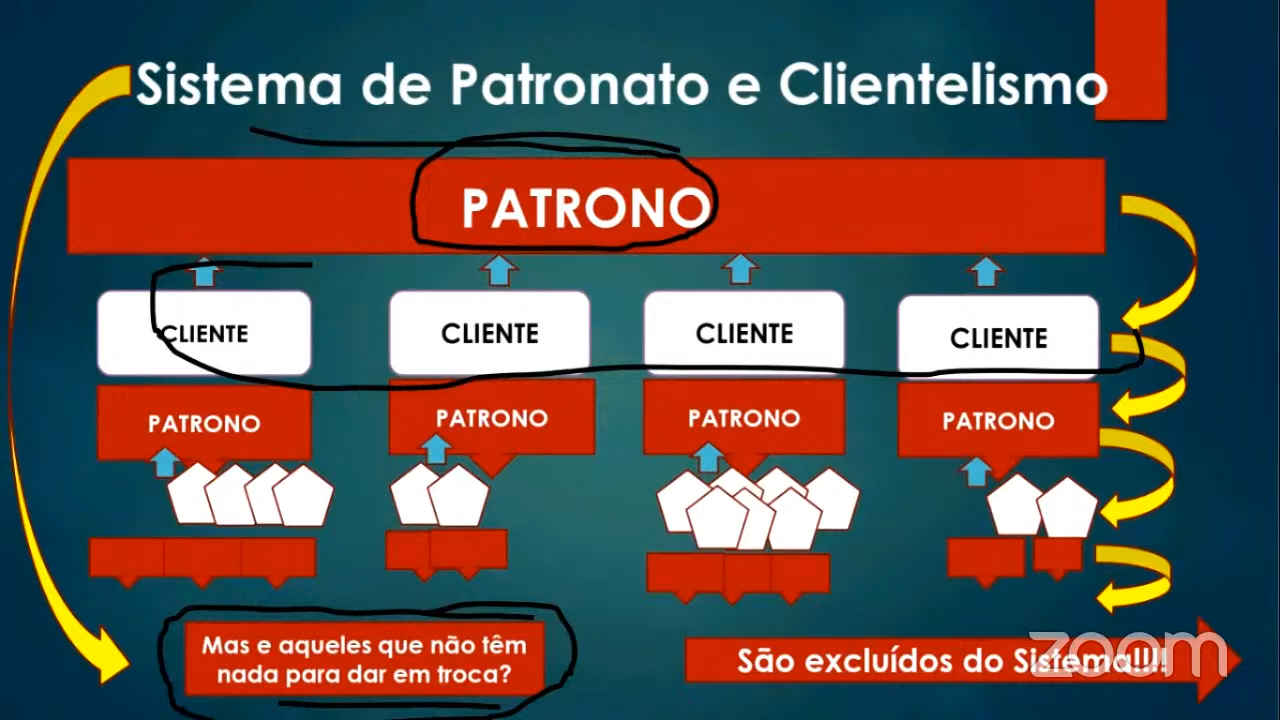 Sistema de Patronato e Clientelismo
PATRONO
CLIENTE CLIENTE CLIENTE CLIENTE
PATRONO PATRONO PATRONO PATRONO
Mas e aqueles que não têm
nada para dar em troca?
São excluídos do Sistema!!!!
zoom